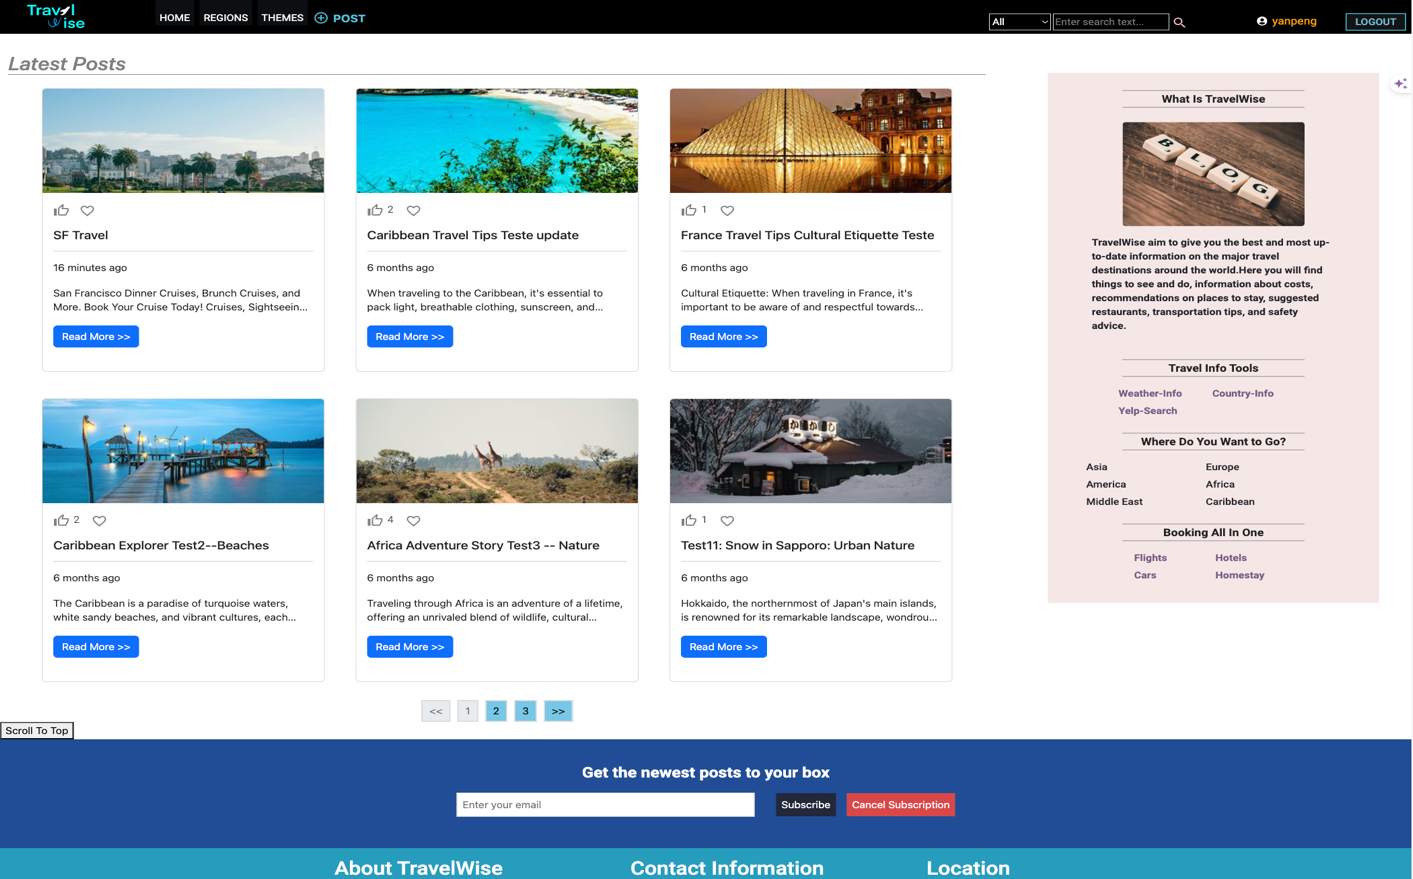 Travel
Wise
HOME
REGIONS
THEMES
POST
All
Enter search text...
yanpeng
LOGOUT
Latest Posts
SF Travel
16 minutes ago
San Francisco Dinner Cruises, Brunch Cruises, and
More. Book Your Cruise Today! Cruises, Sightseein...
Read More >>
2
Caribbean Travel Tips Teste update
6 months ago
When traveling to the Caribbean, it's essential to
pack light, breathable clothing, sunscreen, and...
Read More >>
1
France Travel Tips Cultural Etiquette Teste
6 months ago
Cultural Etiquette: When traveling in France, it's
important to be aware of and respectful towards...
Read More >>
2
Caribbean Explorer Test2--Beaches
6 months ago
The Caribbean is a paradise of turquoise waters,
white sandy beaches, and vibrant cultures, each...
Read More >>
4
Africa Adventure Story Test3 -- Nature
6 months ago
Traveling through Africa is an adventure of a lifetime,
offering an unrivaled blend of wildlife, cultural...
Read More >>
1
Test11: Snow in Sapporo: Urban Nature
6 months ago
Hokkaido, the northernmost of Japan's main islands,
is renowned for its remarkable landscape, wondrou...
Read More >>
<< 1 2 3 >>
What Is TravelWise
BLOG
TravelWise aim to give you the best and most up-
to-date information on the major travel
destinations around the world.Here you will find
things to see and do, information about costs,
recommendations on places to stay, suggested
restaurants, transportation tips, and safety
advice.
Travel Info Tools
Weather-Info Country-Info
Yelp-Search
Where Do You Want to Go?
Asia Europe
America Africa
Middle East Caribbean
Booking All In One
Flights Hotels
Cars Homestay
Scroll To Top
Get the newest posts to your box
Enter your email
Subscribe
Cancel Subscription
About TravelWise
Contact Information
Location